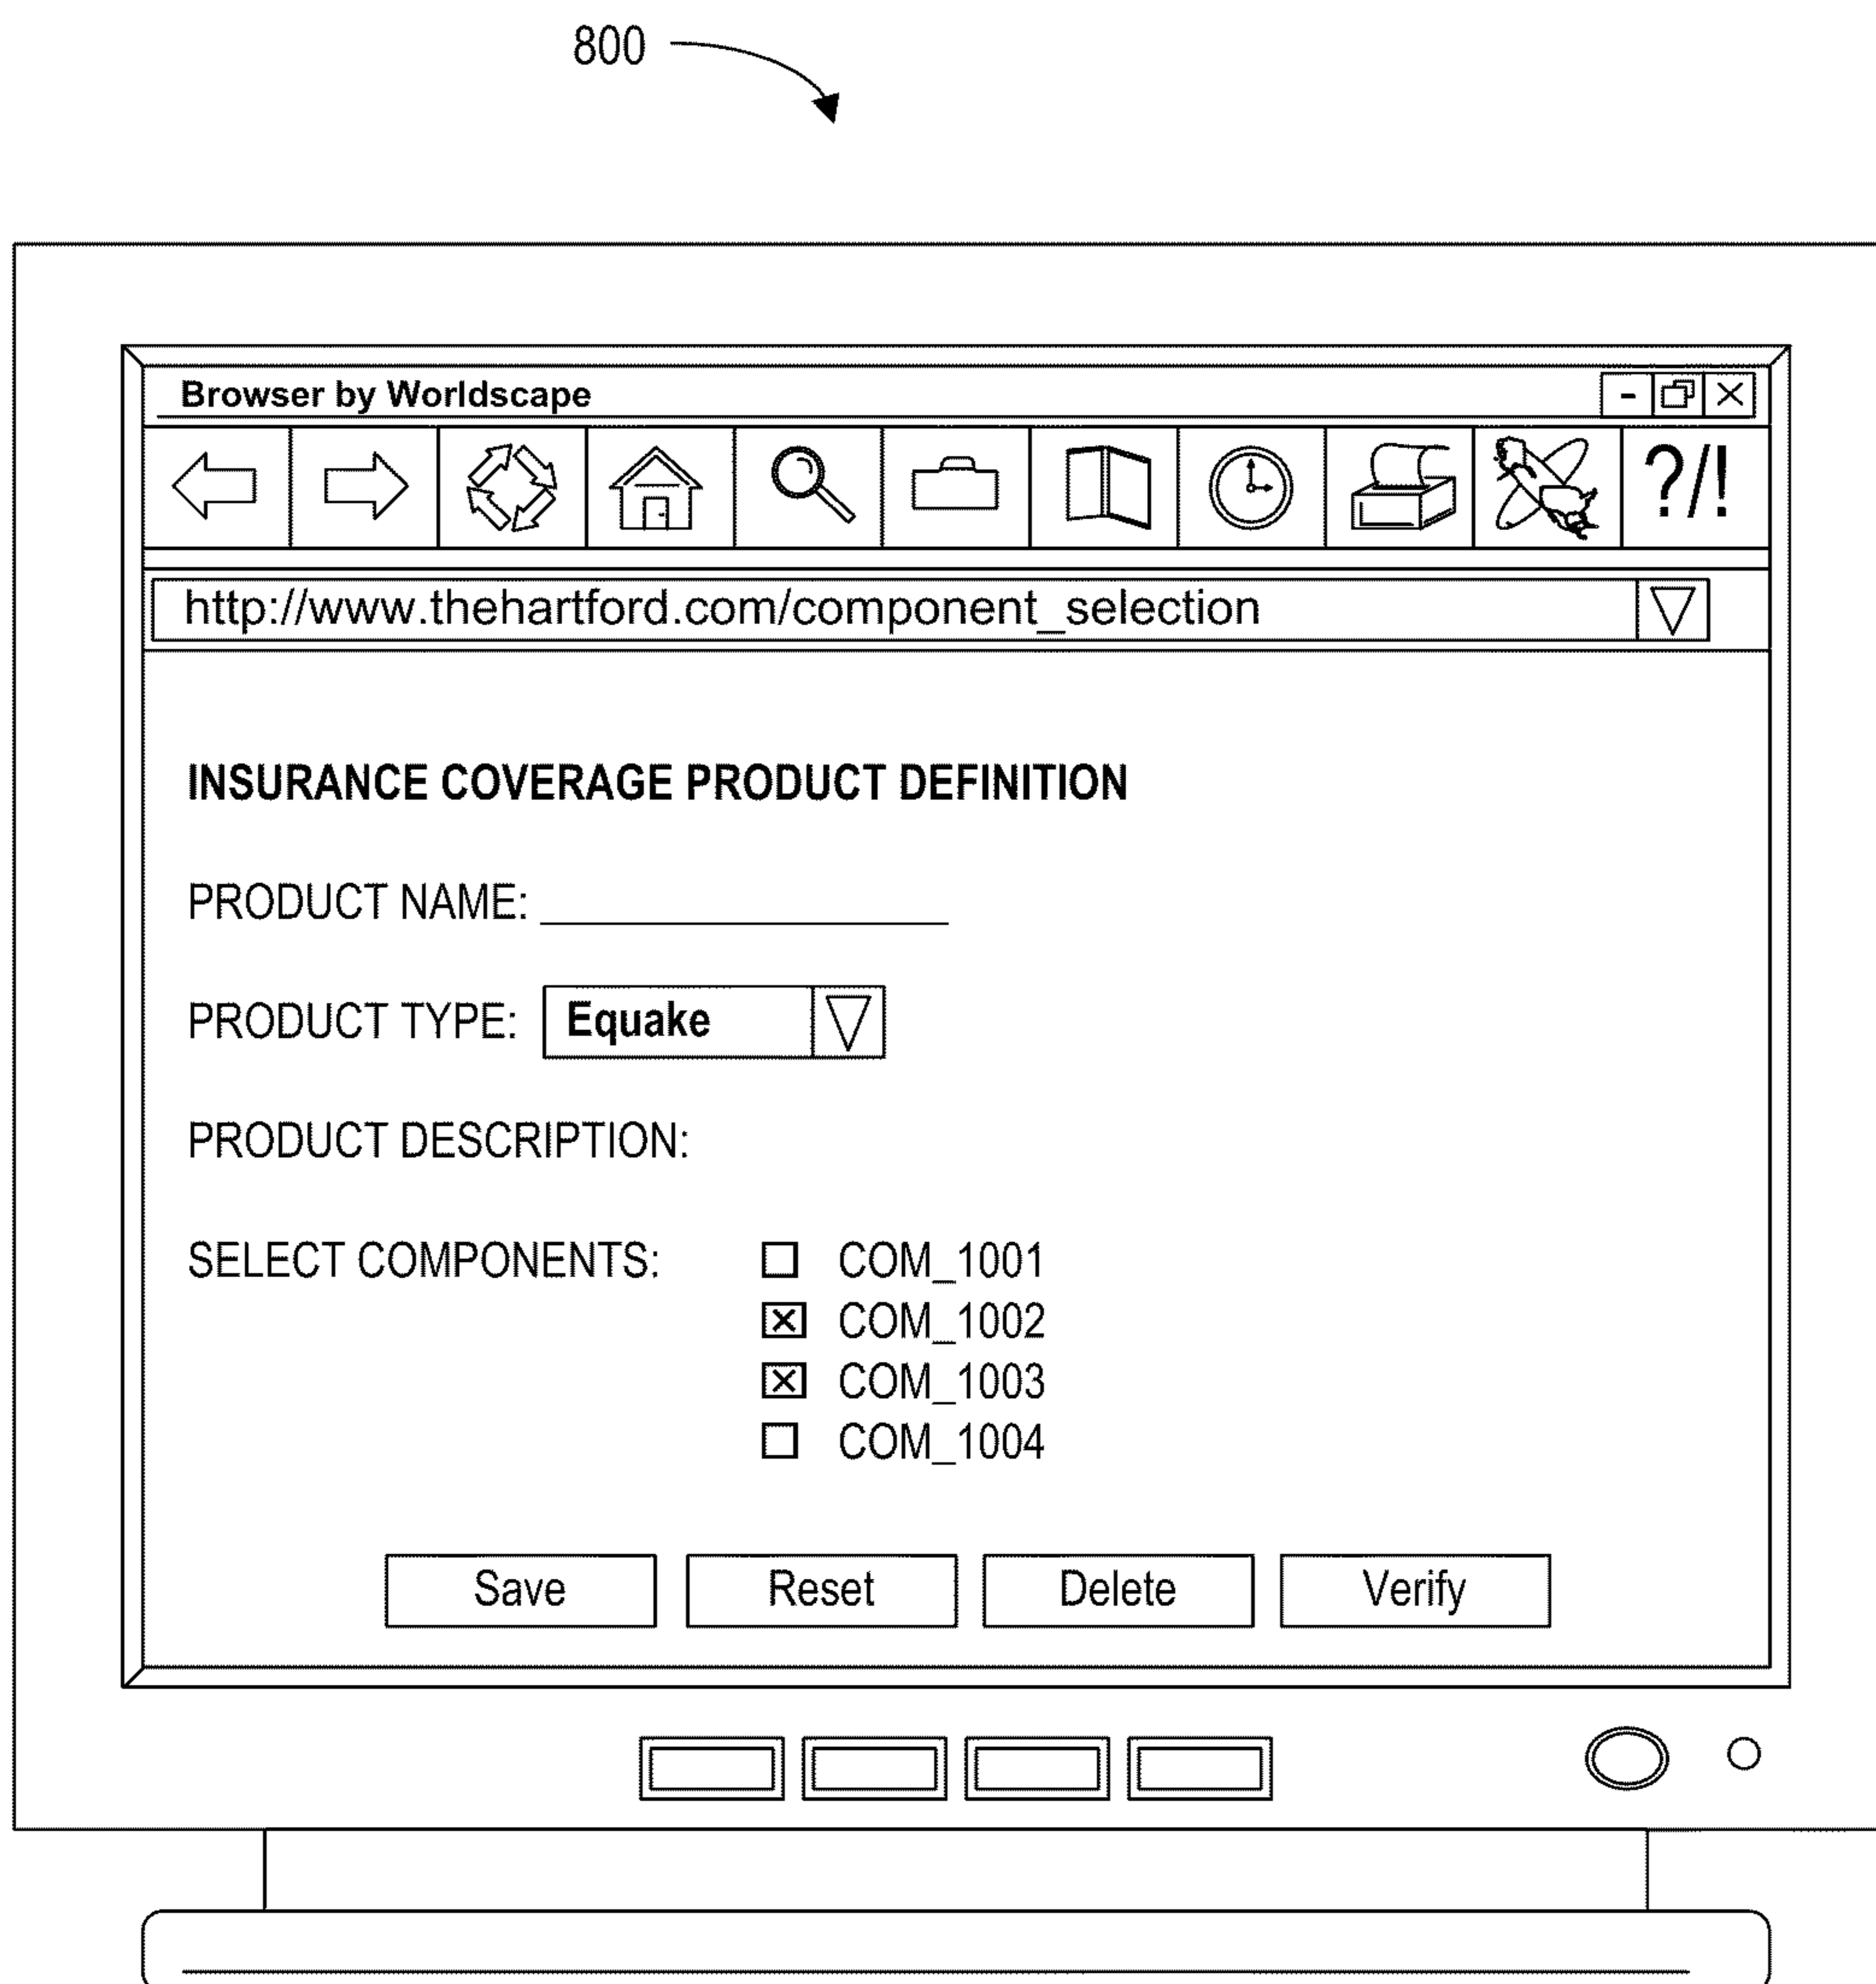 800
Browser by Worldscape
?/!
http://www.thehartford.com/component_selection
INSURANCE COVERAGE PRODUCT DEFINITION
PRODUCT NAME:
PRODUCT TYPE: Equake
PRODUCT DESCRIPTION:
SELECT COMPONENTS: COM_1001
COM_1002
COM_1003
COM_1004
Save Reset Delete Verify